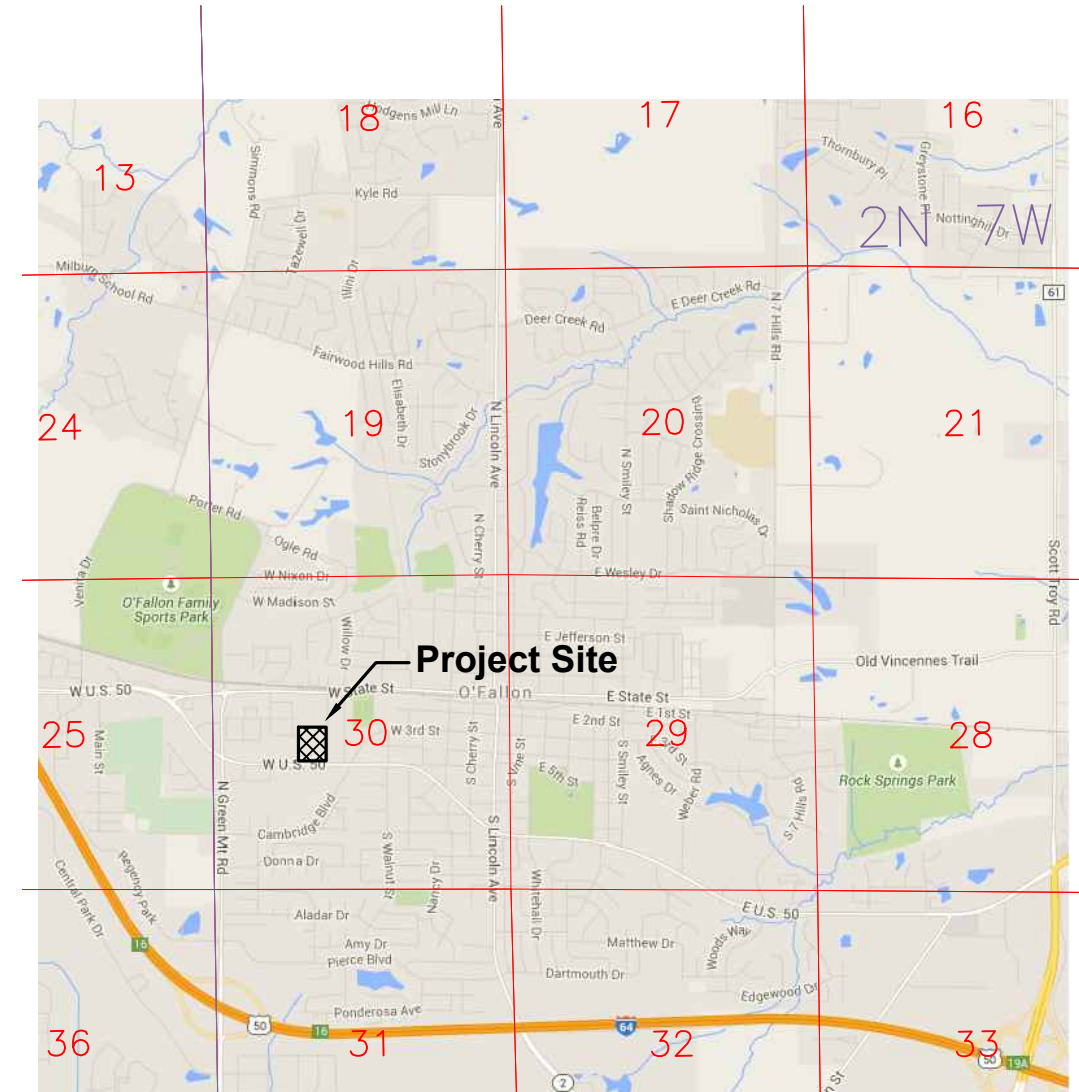 Hodgens Mill Ln
18
17
16
13
Simmons Rd
Thornbury Pl
Greystone Pl
Kyle Rd
2N 7W
Nottinghill Dr
Tazewell Dr
Illini Dr
Milburn School Rd
E Deer Creek Rd
61
Deer Creek Rd
N 7 Hills Rd
Fairwood Hills Rd
Elisabeth Dr
24
19
Stonybrook Dr
N Lincoln Ave
20
Shadow Ridge Crossing
21
N Smiley St
Porter Rd
Reiss Rd
Belpre Dr
Saint Nicholas Dr
N Cherry St
Ogle Rd
Venita Dr
W Nixon Dr
E Wesley Dr
Scott Troy Rd
O'Fallon Family
Sports Park
W Madison St
Willow Dr
E Jefferson St
Project Site
Old Vincennes Trail
W U.S. 50
W State St
O'Fallon
E State St
25
Main St
30
W 3rd St
S Cherry St
S Vine St
E 2nd St
E 1st St
29
E 3rd St
28
W U.S. 50
E 5th St
S Smiley St
Agnes Dr
Weber Rd
S 7 Hills Rd
Rock Springs Park
N Green Mt Rd
Cambridge Blvd
S Lincoln Ave
Donna Dr
S Walnut St
Nancy Dr
Central Park Dr
Regency Park
Whitehall Dr
Aladar Dr
E U.S. 50
16
Amy Dr
Pierce Blvd
Matthew Dr
Woods Way
Dartmouth Dr
Edgewood Dr
Ponderosa Ave
50
16
64
36
31
32
33
50
19A
2